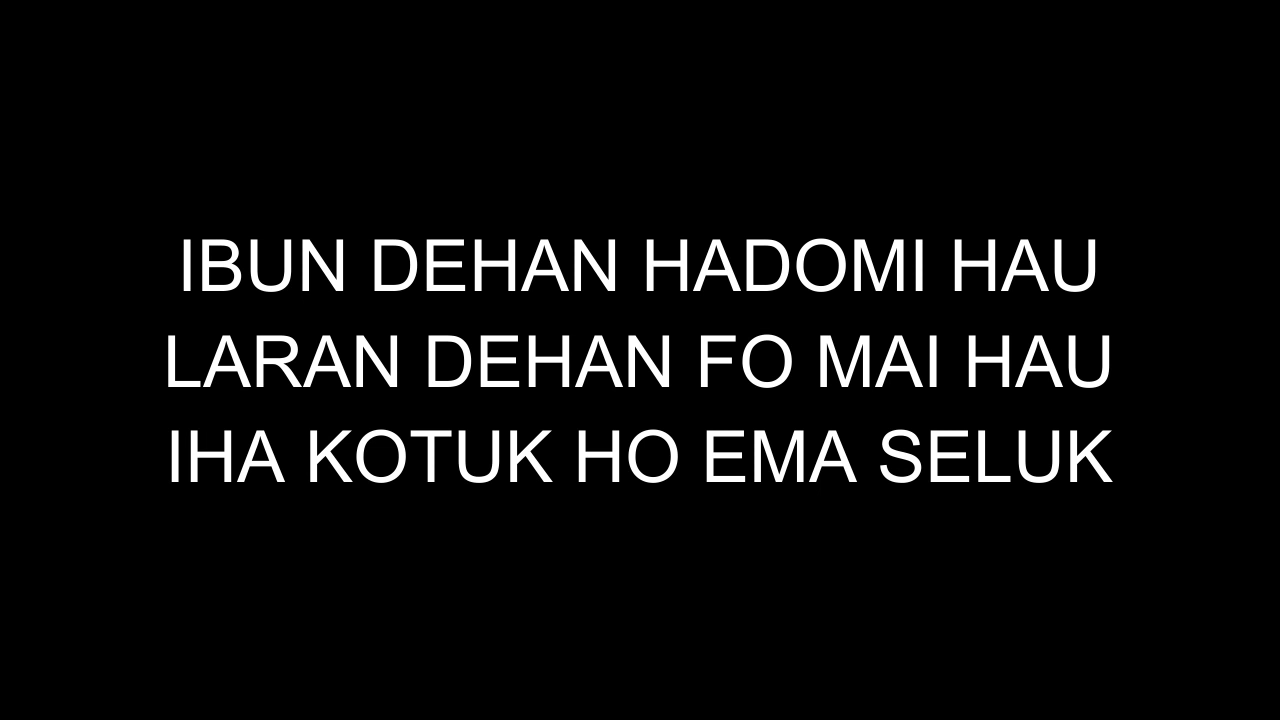 IBUN DEHAN HADOMI HAU
LARAN DEHAN FO MAI HAU
IHA KOTUK HO EMA SELUK